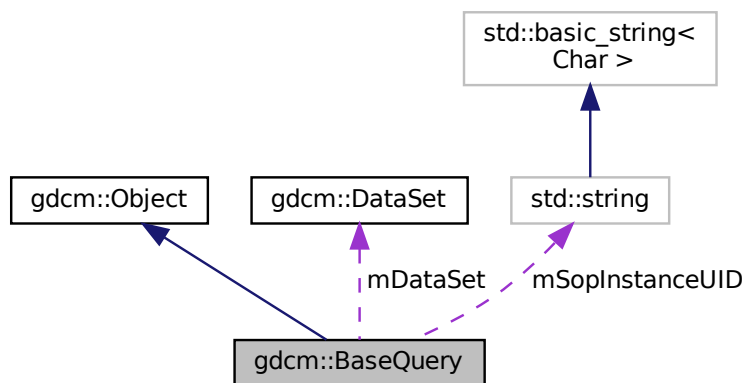 std::basic_string<
Char >
gdcm::Object
gdcm::DataSet
std::string
mDataSet
mSopInstanceUID
gdcm::BaseQuery